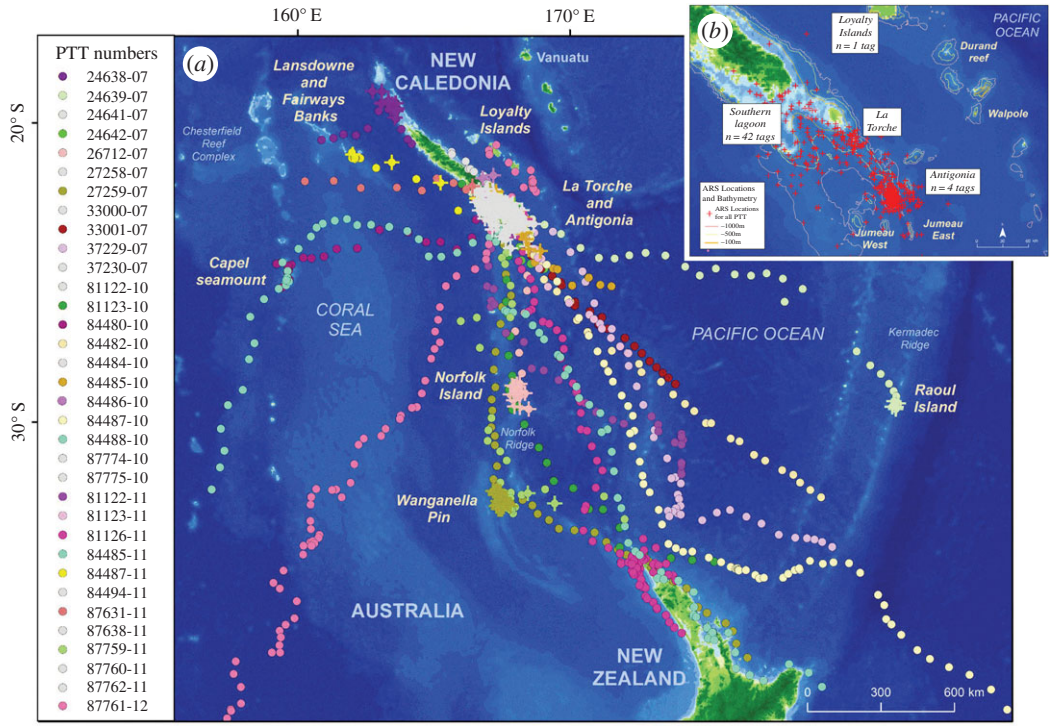 160° E
170° E
20° S
30° S
PTT numbers
24638-07
24639-07
24641-07
24642-07
26712-07
27258-07
27259-07
33000-07
33001-07
37229-07
37230-07
81122-10
81123-10
84480-10
84482-10
84484-10
84485-10
84486-10
84487-10
84488-10
87774-10
87775-10
81122-11
81123-11
81126-11
84485-11
84487-11
84494-11
87631-11
87638-11
87759-11
87760-11
87762-11
87761-12
(a)
Lansdowne
and
Fairways
Banks
NEW
CALEDONIA
Vanuatu
Loyalty
Islands
Chesterfield
Reef
Complex
La Torche
and
Antigonia
Capel
seamount
CORAL
SEA
PACIFIC OCEAN
Kermadec
Ridge
Norfolk
Island
Raoul
Island
Norfolk
Ridge
Wanganella
Pin
AUSTRALIA
NEW
ZEALAND
0 300 600 km
(b)
Loyalty
Islands
n = 1 tag
PACIFIC
OCEAN
Durand
reef
Southern
lagoon
n = 42 tags
La
Torche
Walpole
Antigonia
n = 4 tags
ARS Locations
and Bathymetry
ARS Locations
for all PTT
–1000m
–500m
–100m
Jumeau
West
Jumeau
East